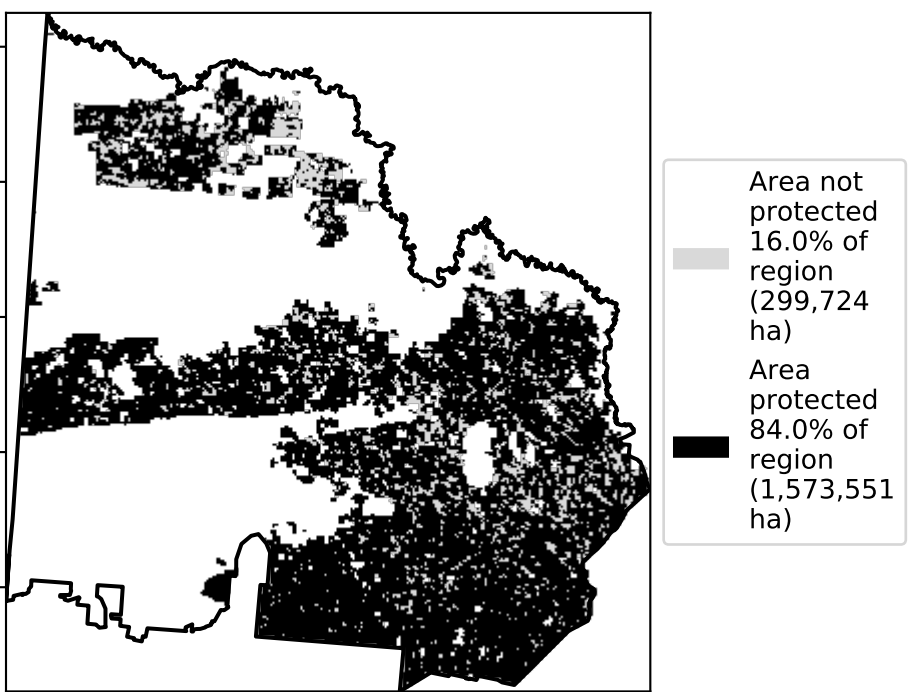 Area not
protected
16.0% of
region
(299,724
ha)
Area
protected
84.0% of
region
(1,573,551
ha)